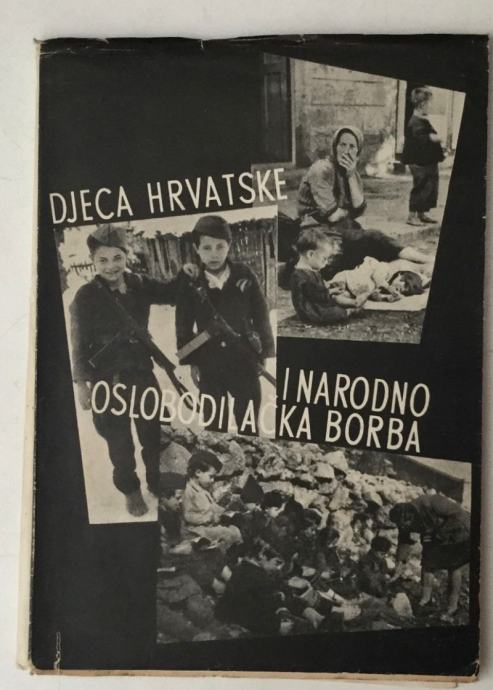 DJECA HRVATSKE
I NARODNO
OSLOBODILAČKA BORBA